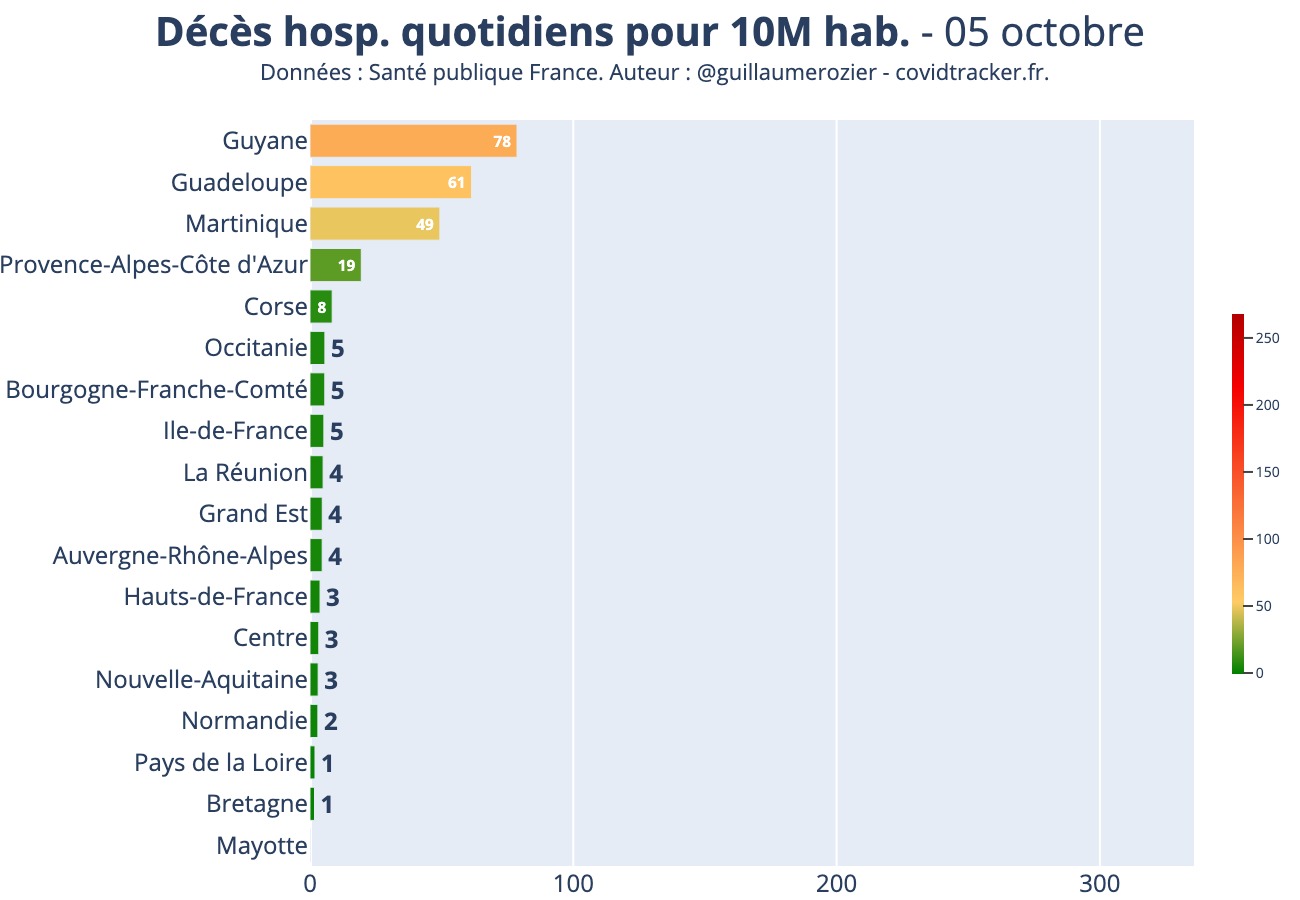 Décès hosp. quotidiens pour 10M hab. - 05 octobre
Données : Santé publique France. Auteur : @guillaumerozier - covidtracker.fr.
Guyane 78
Guadeloupe 61
Martinique 49
Provence-Alpes-Côte d'Azur 19
Corse 8
Occitanie 5
Bourgogne-Franche-Comté 5
Ile-de-France 5
La Réunion 4
Grand Est 4
Auvergne-Rhône-Alpes 4
Hauts-de-France 3
Centre 3
Nouvelle-Aquitaine 3
Normandie 2
Pays de la Loire 1
Bretagne 1
Mayotte
0 100 200 300
250
200
150
100
50
0